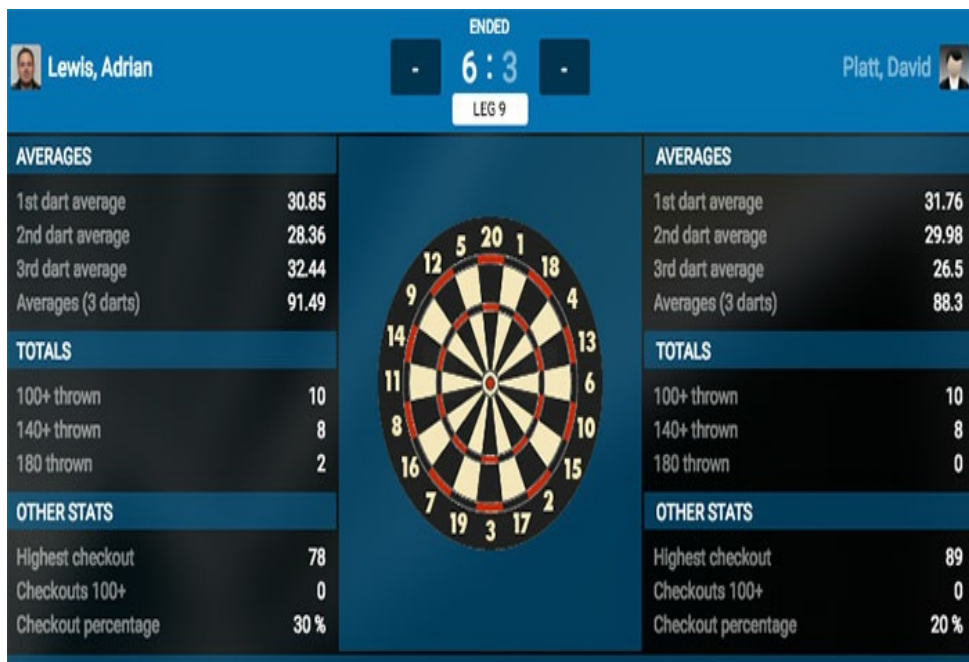 ENDED
Lewis, Adrian - 6 : 3 - Platt, David
LEG 9
AVERAGES
1st dart average 30.85
2nd dart average 28.36
3rd dart average 32.44
Averages (3 darts) 91.49
TOTALS
100+ thrown 10
140+ thrown 8
180 thrown 2
OTHER STATS
Highest checkout 78
Checkouts 100+ 0
Checkout percentage 30 %
20
1
18
4
13
6
10
15
2
17
3
19
7
16
8
11
14
9
12
5
AVERAGES
1st dart average 31.76
2nd dart average 29.98
3rd dart average 26.5
Averages (3 darts) 88.3
TOTALS
100+ thrown 10
140+ thrown 8
180 thrown 0
OTHER STATS
Highest checkout 89
Checkouts 100+ 0
Checkout percentage 20 %